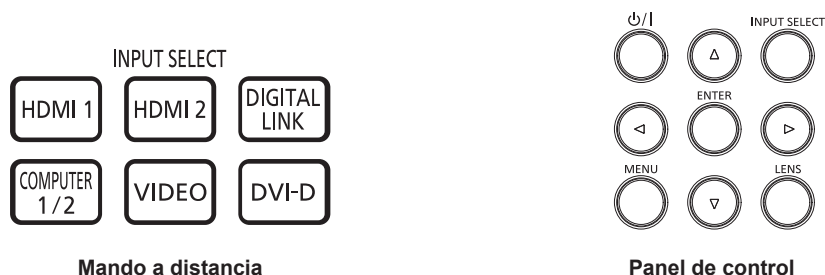 INPUT SELECT
HDMI 1
HDMI 2
DIGITAL
LINK
COMPUTER
1/2
VIDEO
DVI-D
Mando a distancia
⏻/I
INPUT SELECT
ENTER
MENU
LENS
Panel de control